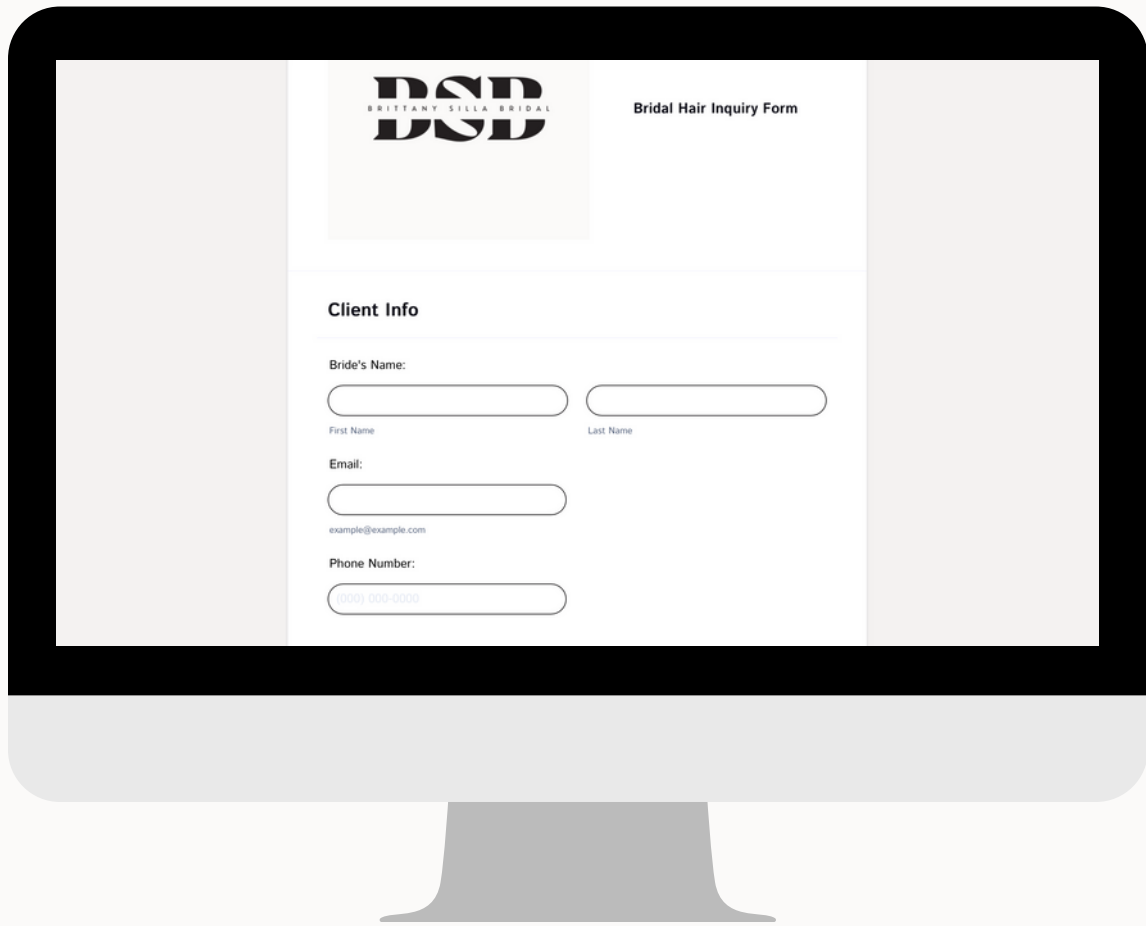 BSB
BRITTANY SILLA BRIDAL
Bridal Hair Inquiry Form
Client Info
Bride's Name:
First Name
Last Name
Email:
example@example.com
Phone Number:
(000) 000-0000